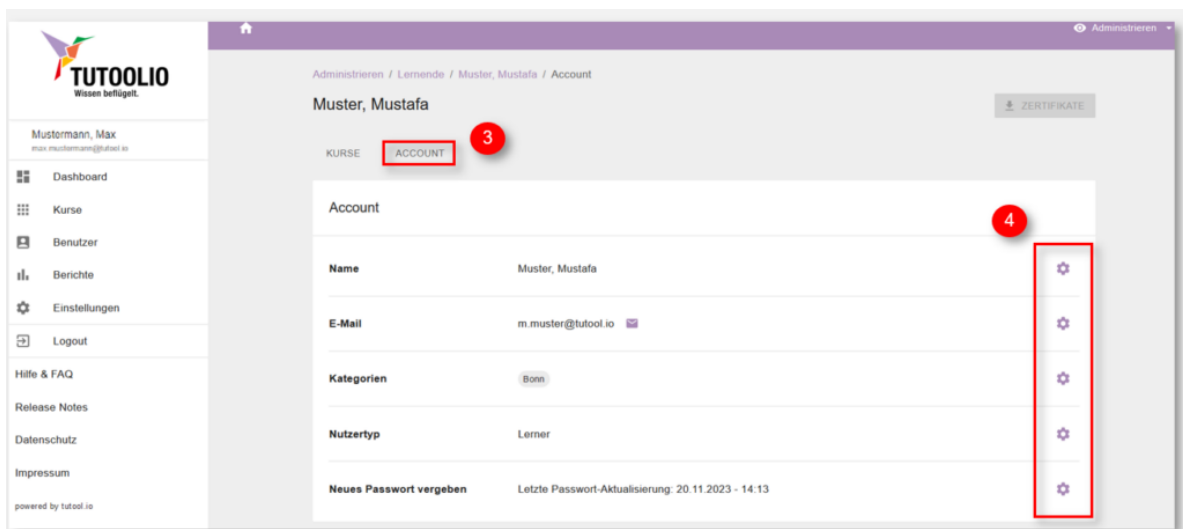 Administrieren
TUTOOLIO
Wissen beflügelt.
Mustermann, Max
max.mustermann@tutool.io
Dashboard
Kurse
Benutzer
Berichte
Einstellungen
Logout
Hilfe & FAQ
Release Notes
Datenschutz
Impressum
powered by tutool.io
Administrieren / Lernende / Muster, Mustafa / Account
Muster, Mustafa
ZERTIFIKATE
KURSE ACCOUNT 3
Account
4
Name Muster, Mustafa
E-Mail m.muster@tutool.io
Kategorien Bonn
Nutzertyp Lerner
Neues Passwort vergeben Letzte Passwort-Aktualisierung: 20.11.2023 - 14:13